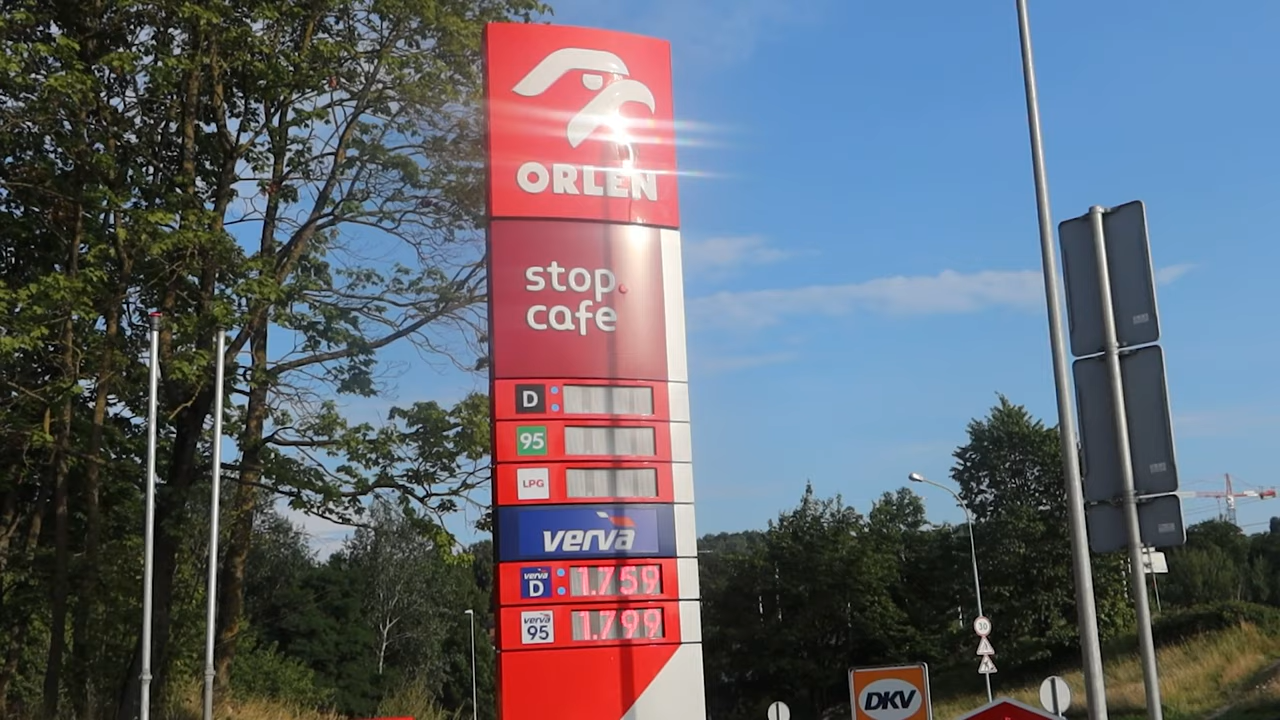 ORLEN
stop.
cafe
D
95
LPG
verva
verva
D
1.759
verva
95
1.799
30
DKV